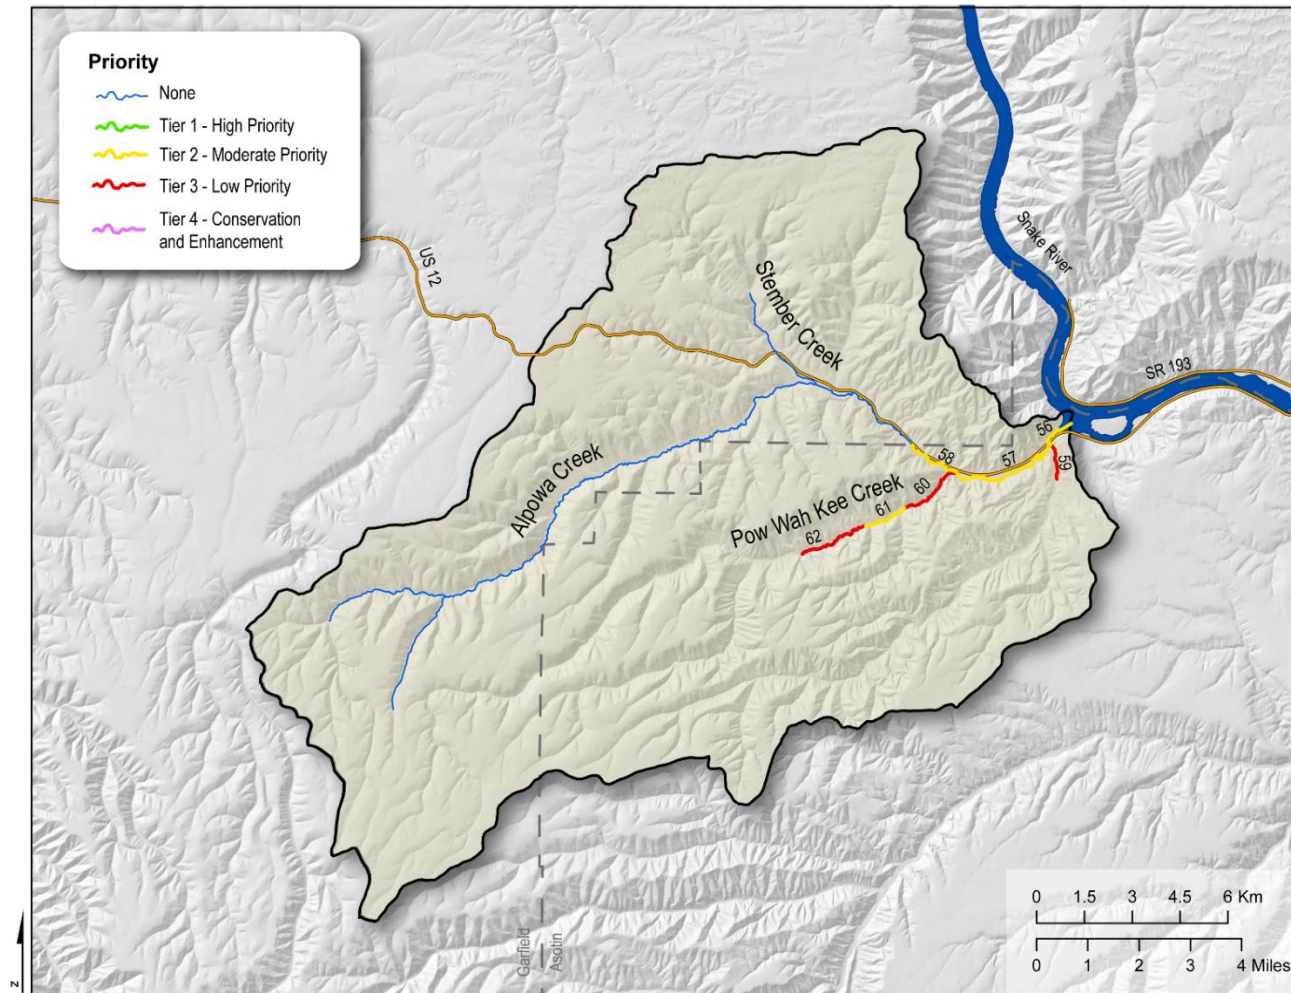 Priority
None
Tier 1 - High Priority
Tier 2 - Moderate Priority
Tier 3 - Low Priority
Tier 4 - Conservation
and Enhancement
US 12
Snake River
Stember Creek
SR 193
56
58
57
59
Alpowa Creek
60
61
Pow Wah Kee Creek
62
Garfield
Asotin
0 1.5 3 4.5 6 Km
0 1 2 3 4 Miles
z